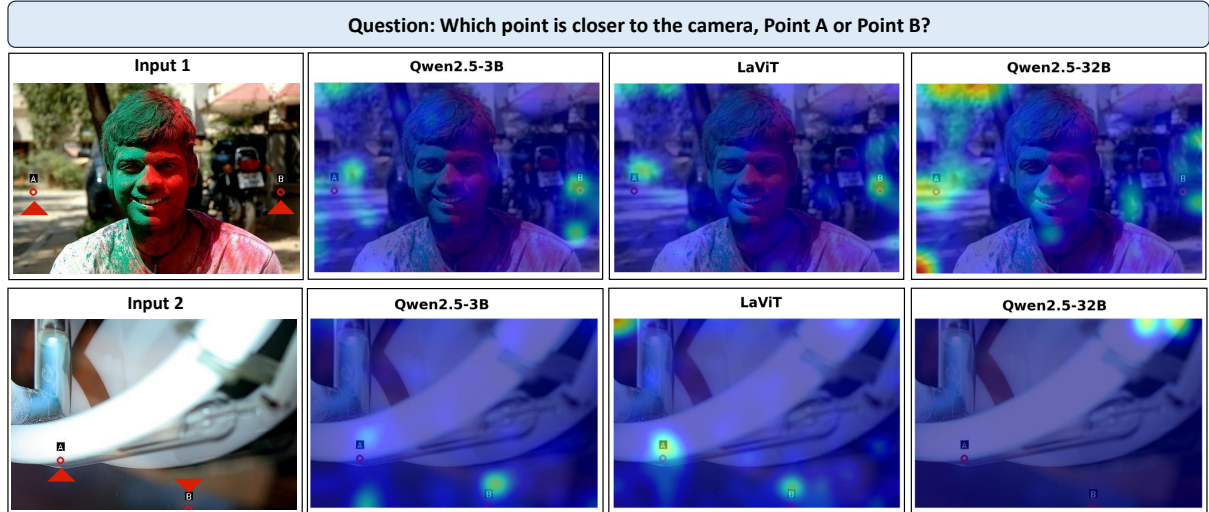 Question: Which point is closer to the camera, Point A or Point B?
Input 1
Qwen2.5-3B
LaViT
Qwen2.5-32B
A
B
A
B
A
B
A
B
Input 2
Qwen2.5-3B
LaViT
Qwen2.5-32B
A
B
A
B
A
B
A
B